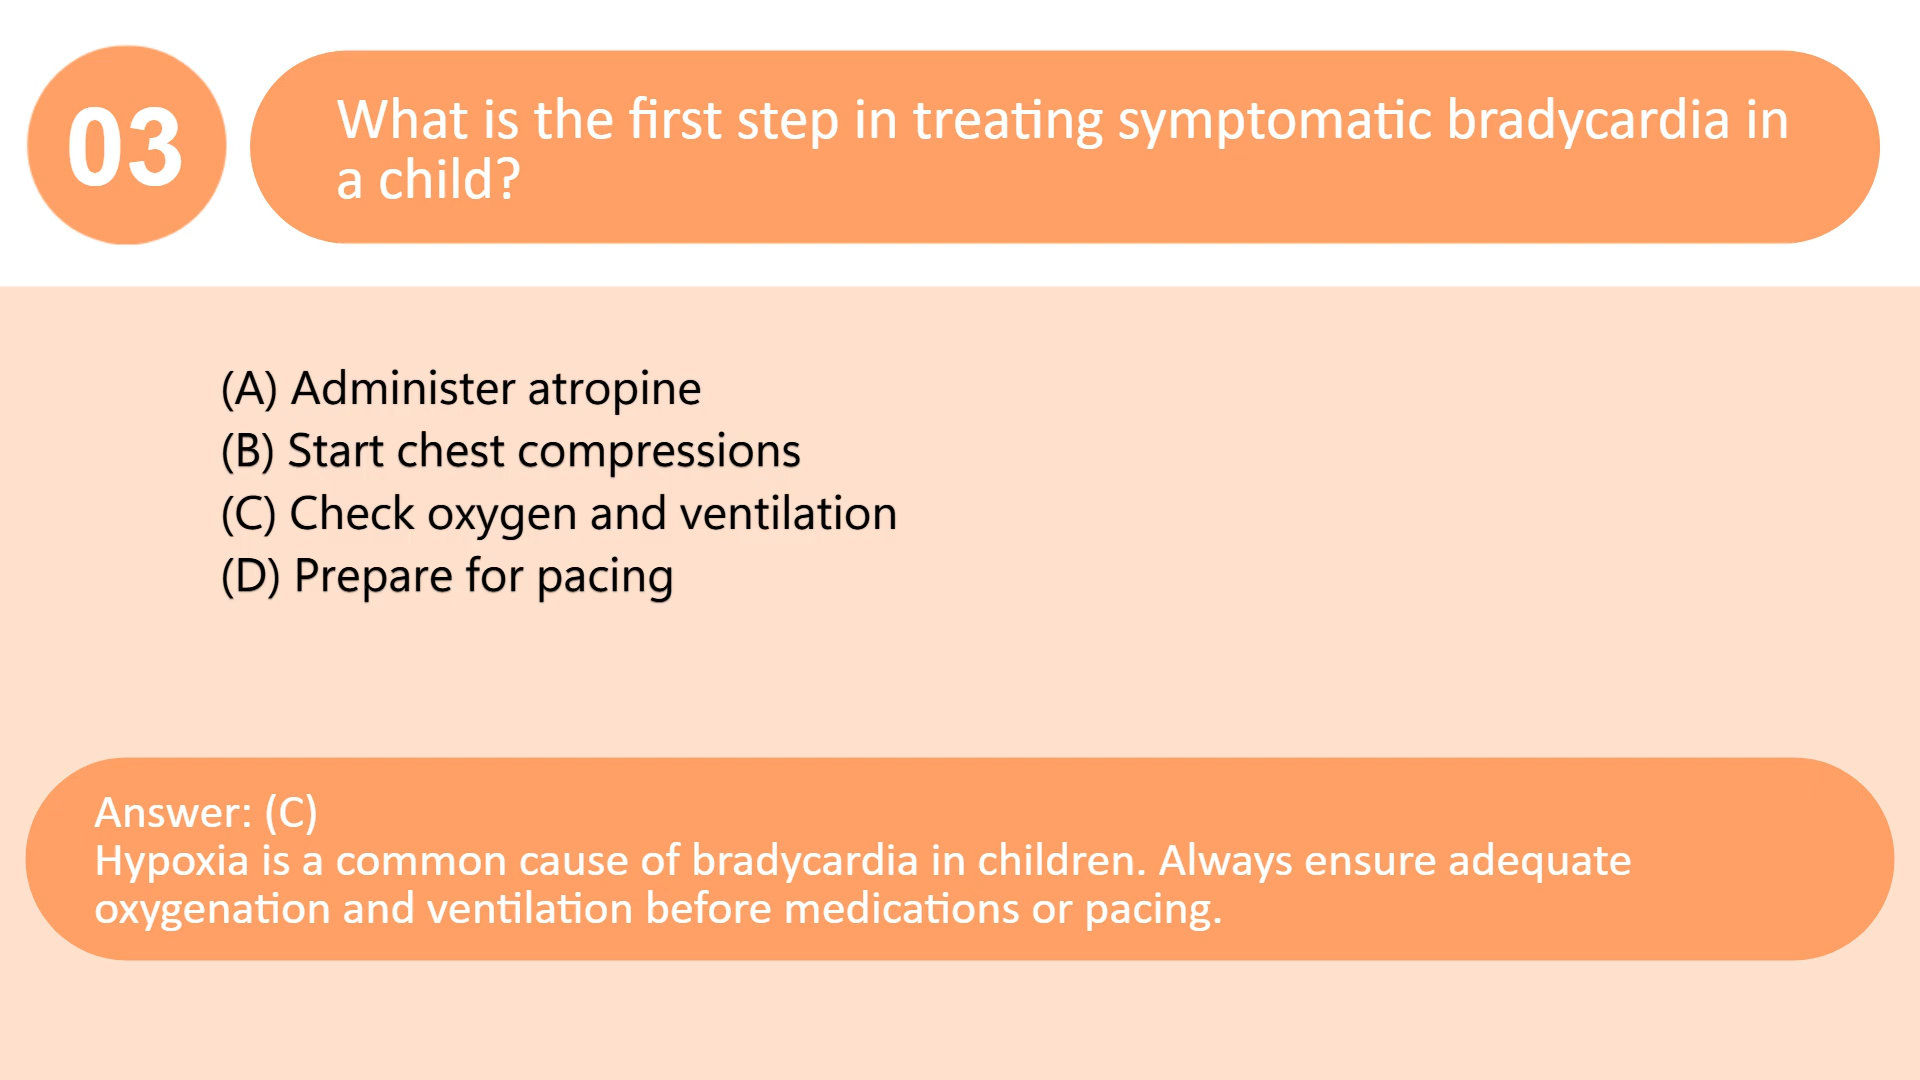 03
What is the first step in treating symptomatic bradycardia in
a child?
(A) Administer atropine
(B) Start chest compressions
(C) Check oxygen and ventilation
(D) Prepare for pacing
Answer: (C)
Hypoxia is a common cause of bradycardia in children. Always ensure adequate
oxygenation and ventilation before medications or pacing.